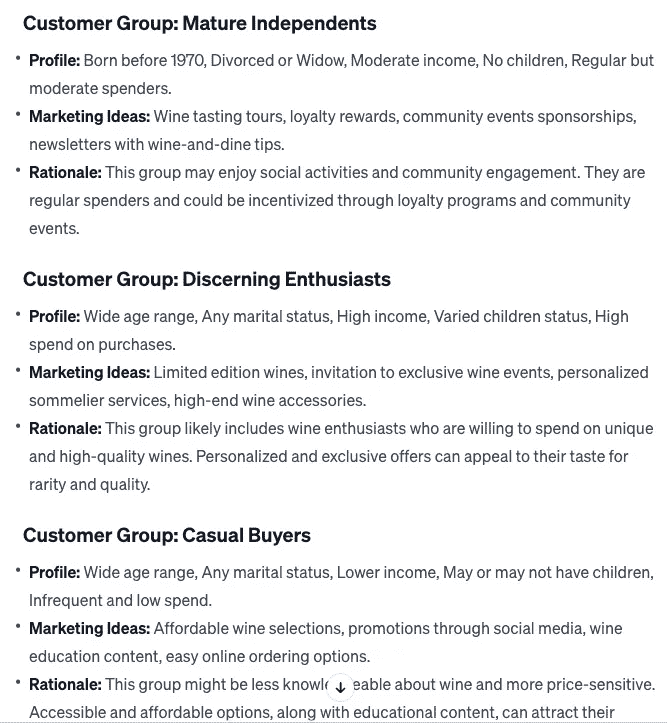 Customer Group: Mature Independents
• Profile: Born before 1970, Divorced or Widow, Moderate income, No children, Regular but
moderate spenders.
• Marketing Ideas: Wine tasting tours, loyalty rewards, community events sponsorships,
newsletters with wine-and-dine tips.
• Rationale: This group may enjoy social activities and community engagement. They are
regular spenders and could be incentivized through loyalty programs and community
events.
Customer Group: Discerning Enthusiasts
• Profile: Wide age range, Any marital status, High income, Varied children status, High
spend on purchases.
• Marketing Ideas: Limited edition wines, invitation to exclusive wine events, personalized
sommelier services, high-end wine accessories.
• Rationale: This group likely includes wine enthusiasts who are willing to spend on unique
and high-quality wines. Personalized and exclusive offers can appeal to their taste for
rarity and quality.
Customer Group: Casual Buyers
• Profile: Wide age range, Any marital status, Lower income, May or may not have children,
Infrequent and low spend.
• Marketing Ideas: Affordable wine selections, promotions through social media, wine
education content, easy online ordering options.
• Rationale: This group might be less about wine and more price-sensitive.
Accessible and affordable options, along with educational content, can attract their